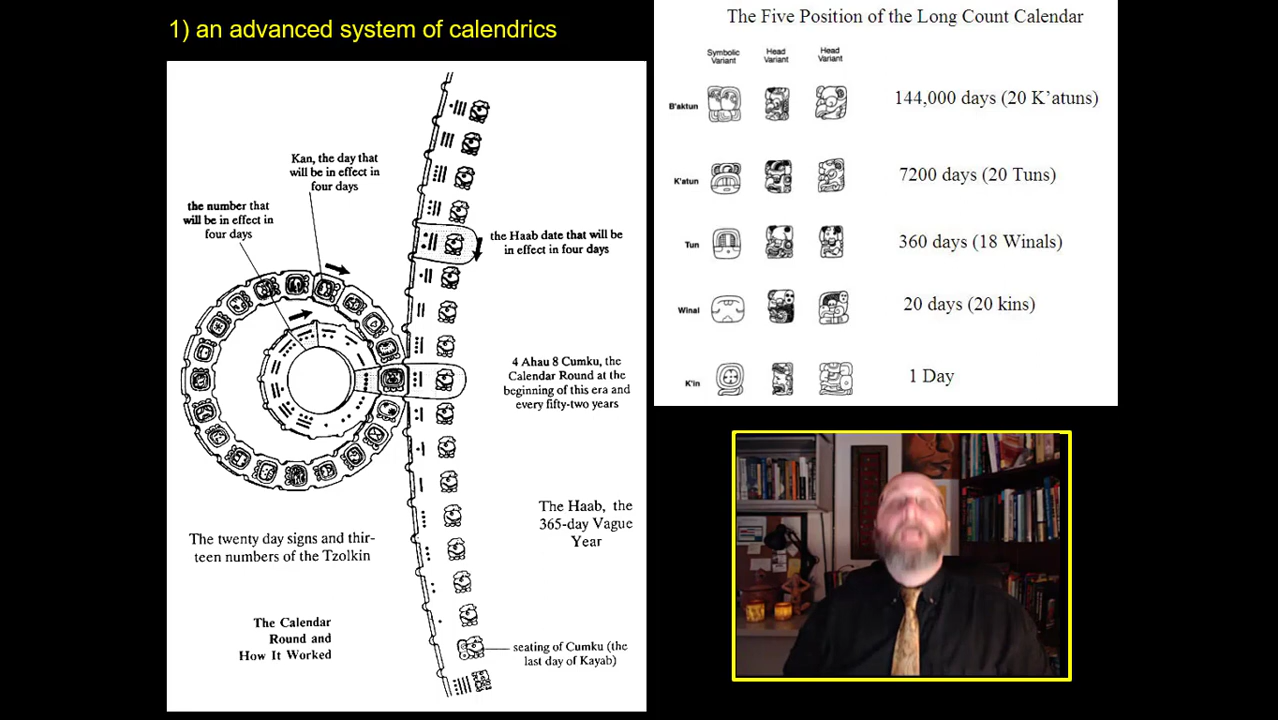 1) an advanced system of calendrics
Kan, the day that
will be in effect in
four days
the number that
will be in effect in
four days
the Haab date that will be
in effect in four days
4 Ahau 8 Cumku, the
Calendar Round at the
beginning of this era and
every fifty-two years
The Haab, the
365-day Vague
Year
The twenty day signs and thir-
teen numbers of the Tzolkin
The Calendar
Round and
How It Worked
seating of Cumku (the
last day of Kayab)
The Five Position of the Long Count Calendar
Symbolic
Variant
Head
Variant
Head
Variant
B'aktun
144,000 days (20 K'atuns)
K'atun
7200 days (20 Tuns)
Tun
360 days (18 Winals)
Winal
20 days (20 kins)
K'in
1 Day